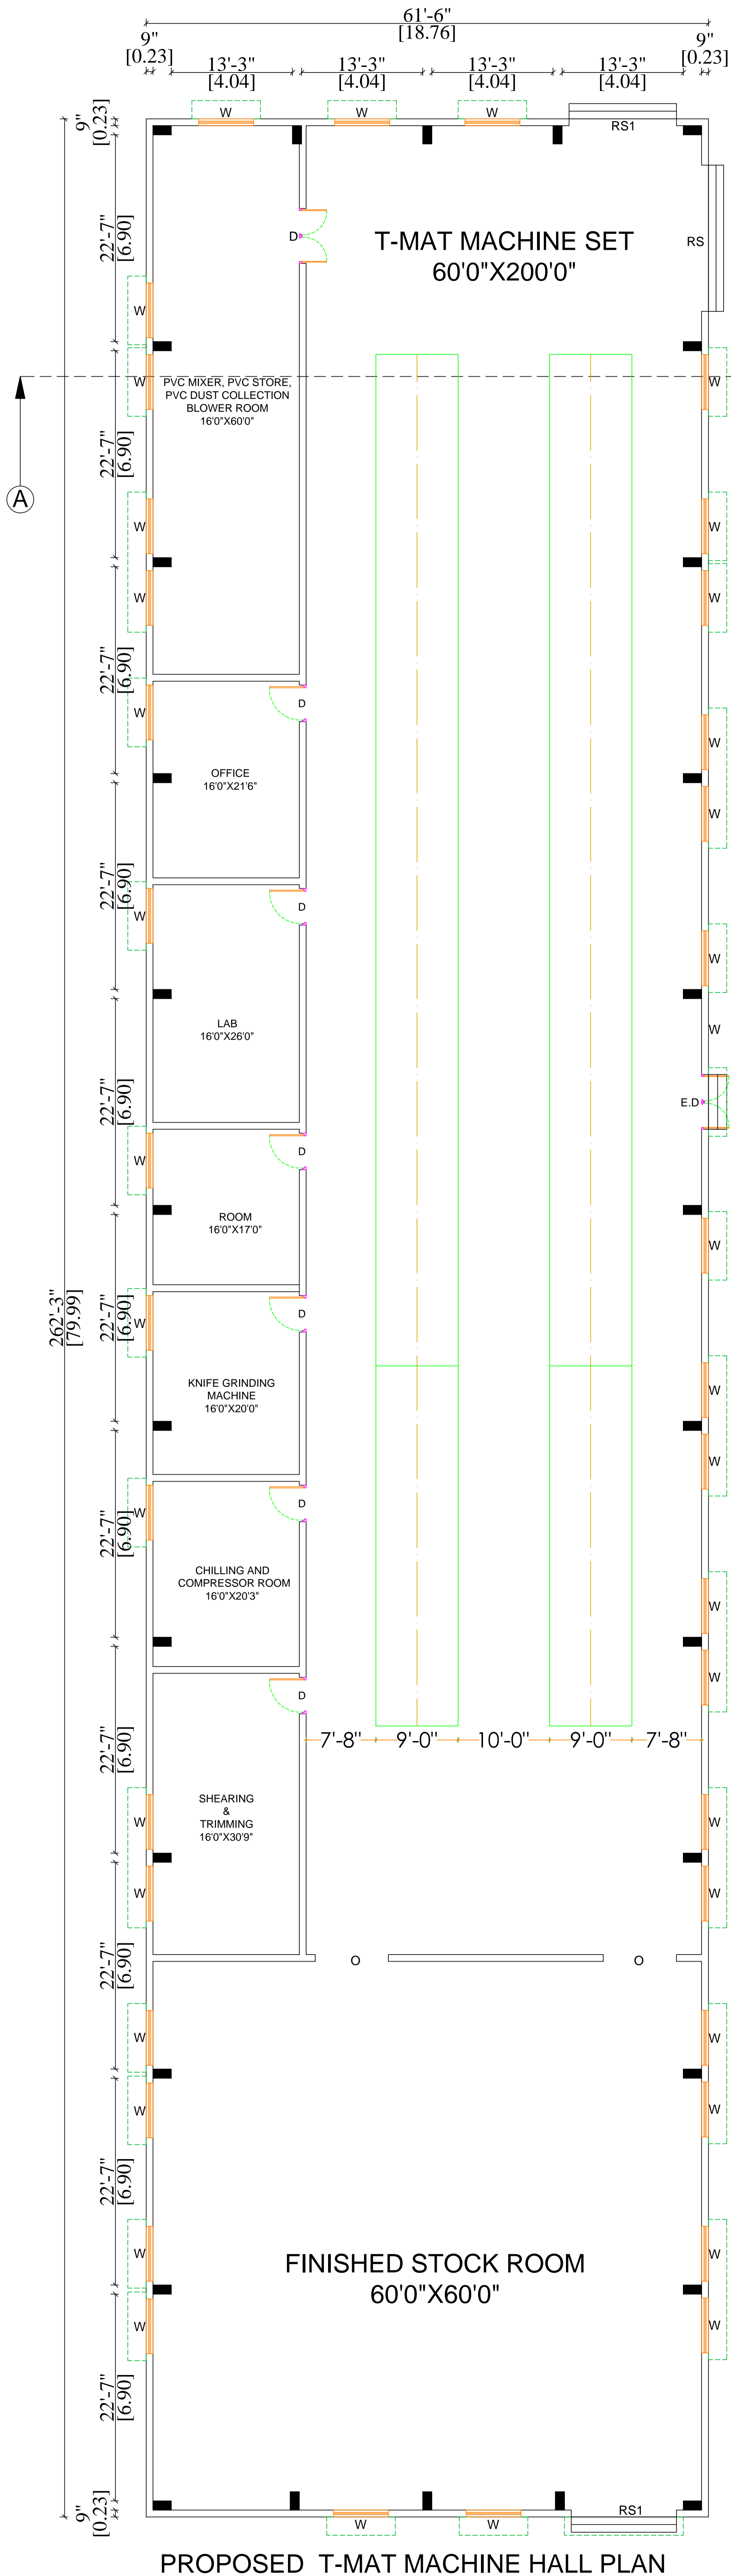 61'-6"
[18.76]
9"
[0.23]
13'-3"
[4.04]
13'-3"
[4.04]
13'-3"
[4.04]
13'-3"
[4.04]
9"
[0.23]
9"
[0.23]
W
W
W
RS1
22'-7"
[6.90]
D
T-MAT MACHINE SET
60'0"X200'0"
RS
W
W
PVC MIXER, PVC STORE,
PVC DUST COLLECTION
BLOWER ROOM
16'0"X60'0"
W
A
22'-7"
[6.90]
W
W
W
W
22'-7"
[6.90]
W
D
W
OFFICE
16'0"X21'6"
W
22'-7"
[6.90]
W
D
W
LAB
16'0"X26'0"
W
22'-7"
[6.90]
E.D
W
D
ROOM
16'0"X17'0"
W
262'-3"
[79.99]
22'-7"
[6.90]
W
D
KNIFE GRINDING
MACHINE
16'0"X20'0"
W
W
22'-7"
[6.90]
W
D
CHILLING AND
COMPRESSOR ROOM
16'0"X20'3"
W
W
D
22'-7"
[6.90]
7'-8"
9'-0"
10'-0"
9'-0"
7'-8"
SHEARING
&
TRIMMING
16'0"X30'9"
W
W
W
W
22'-7"
[6.90]
O
O
W
W
W
W
22'-7"
[6.90]
FINISHED STOCK ROOM
60'0"X60'0"
W
W
W
W
22'-7"
[6.90]
9"
[0.23]
W
W
RS1
PROPOSED T-MAT MACHINE HALL PLAN